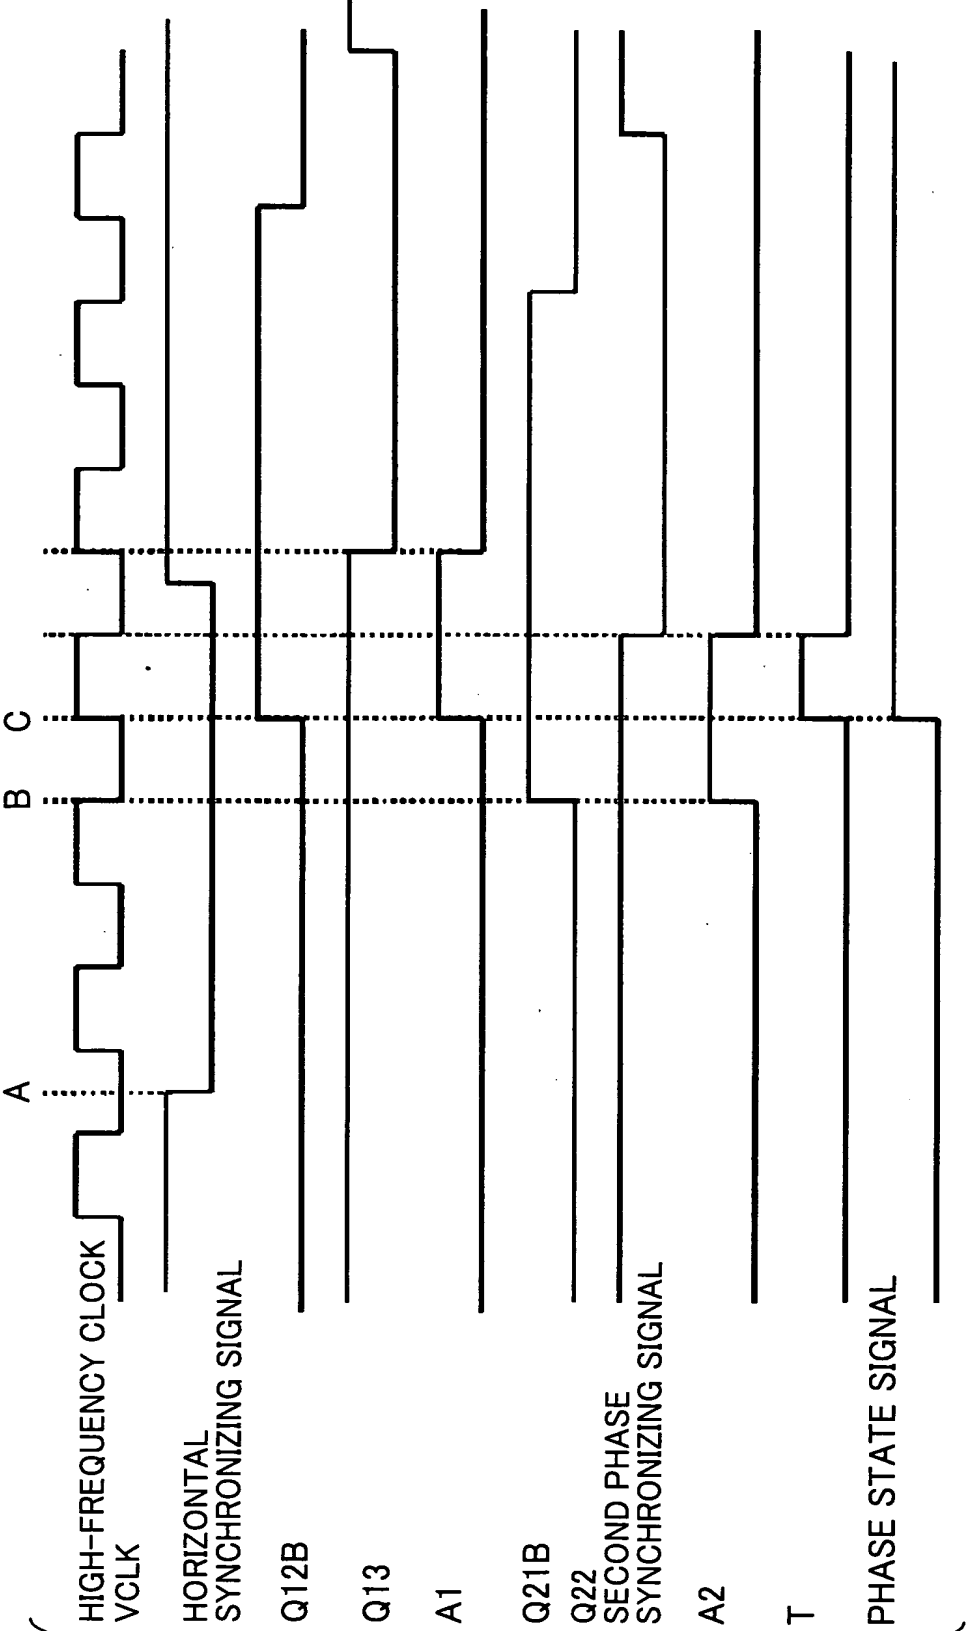 A
B
C
HIGH-FREQUENCY CLOCK
VCLK
HORIZONTAL
SYNCHRONIZING SIGNAL
Q12B
Q13
A1
Q21B
Q22
SECOND PHASE
SYNCHRONIZING SIGNAL
A2
T
PHASE STATE SIGNAL